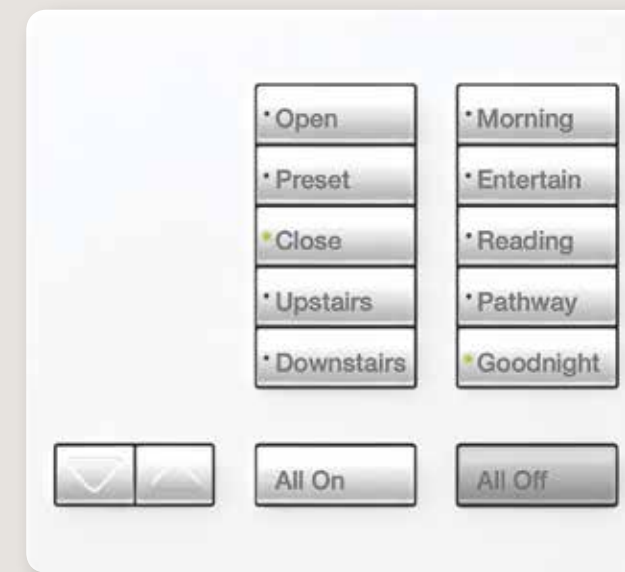 Open
Preset
Close
Upstairs
Downstairs
Morning
Entertain
Reading
Pathway
Goodnight
All On
All Off